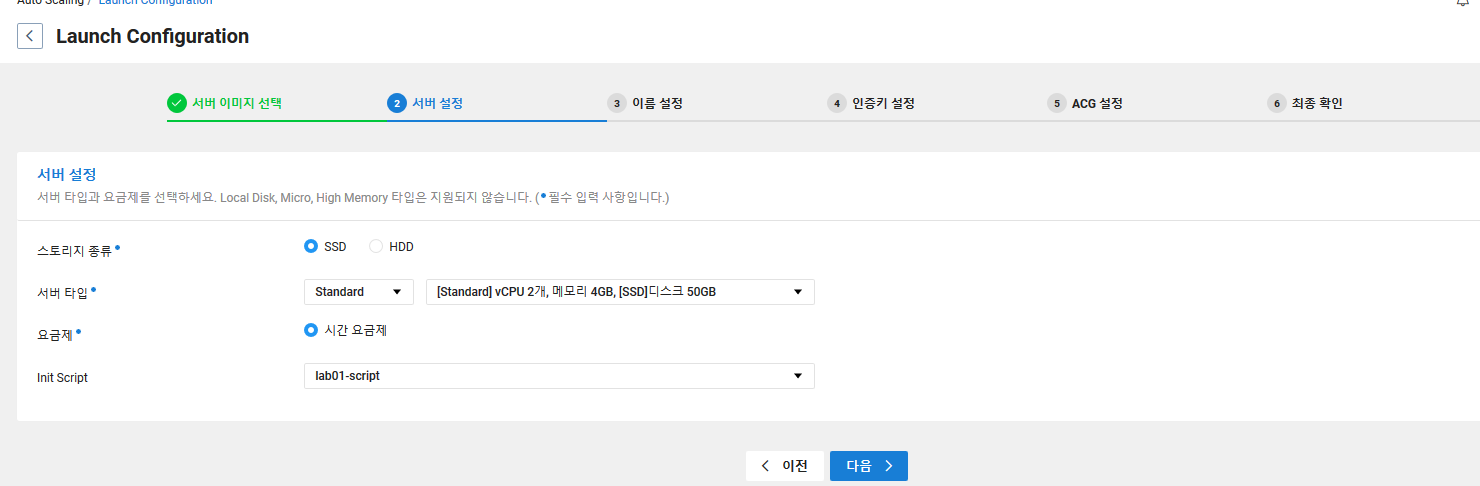 Auto Scaling / Launch Configuration
Launch Configuration
서버 이미지 선택
2 서버 설정
3 이름 설정
4 인증키 설정
5 ACG 설정
6 최종 확인
서버 설정
서버 타입과 요금제를 선택하세요. Local Disk, Micro, High Memory 타입은 지원되지 않습니다. (•필수 입력 사항입니다.)
스토리지 종류•
SSD HDD
서버 타입•
Standard [Standard] vCPU 2개, 메모리 4GB, [SSD]디스크 50GB
요금제•
시간 요금제
Init Script
lab01-script
이전 다음